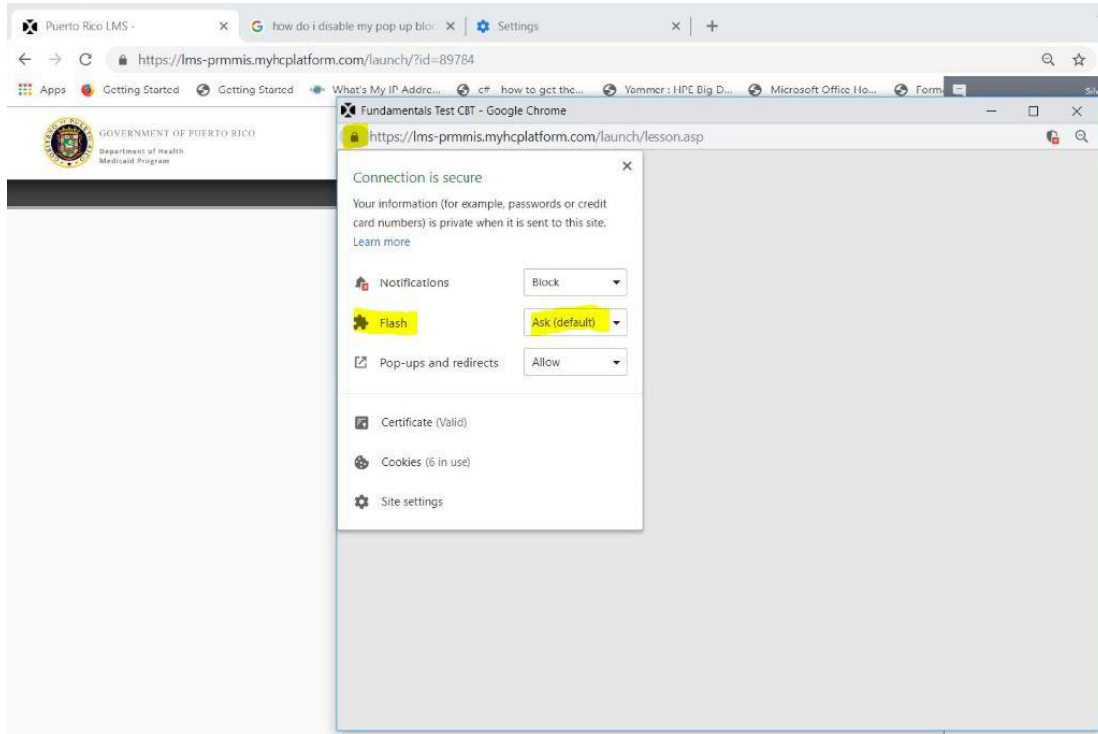 Puerto Rico LMS -
how do i disable my pop up bloc
Settings
https://lms-prmmis.myhcplatform.com/launch/?id=89784
Apps
Getting Started
Getting Started
What's My IP Addre...
c# how to get the...
Yammer : HPE Big D...
Microsoft Office Ho...
Form
GOVERNMENT OF PUERTO RICO
Department of Health
Medicaid Program
Fundamentals Test CBT - Google Chrome
https://lms-prmmis.myhcplatform.com/launch/lesson.asp
Connection is secure
Your information (for example, passwords or credit
card numbers) is private when it is sent to this site.
Learn more
Notifications
Block
Flash
Ask (default)
Pop-ups and redirects
Allow
Certificate (Valid)
Cookies (6 in use)
Site settings